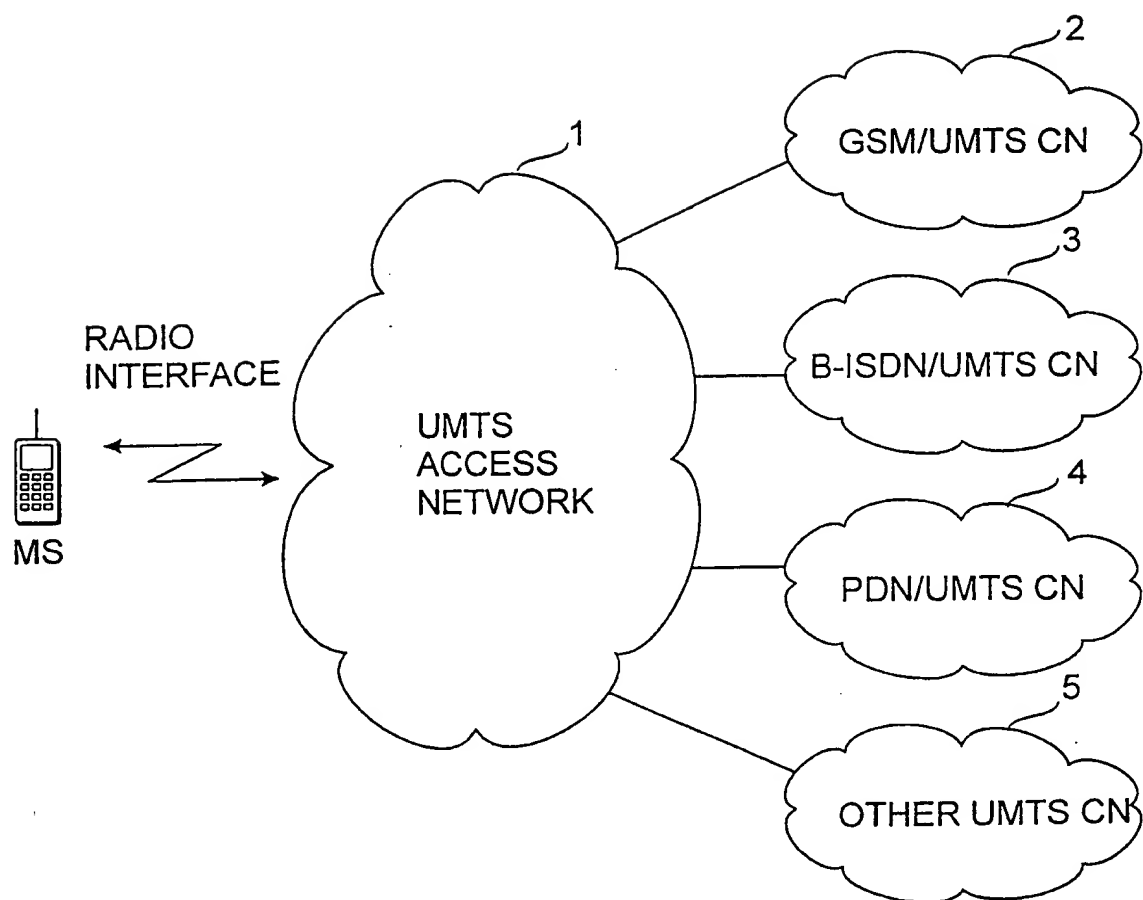 2
GSM/UMTS CN
1
3
B-ISDN/UMTS CN
RADIO
INTERFACE
UMTS
ACCESS
NETWORK
MS
4
PDN/UMTS CN
5
OTHER UMTS CN